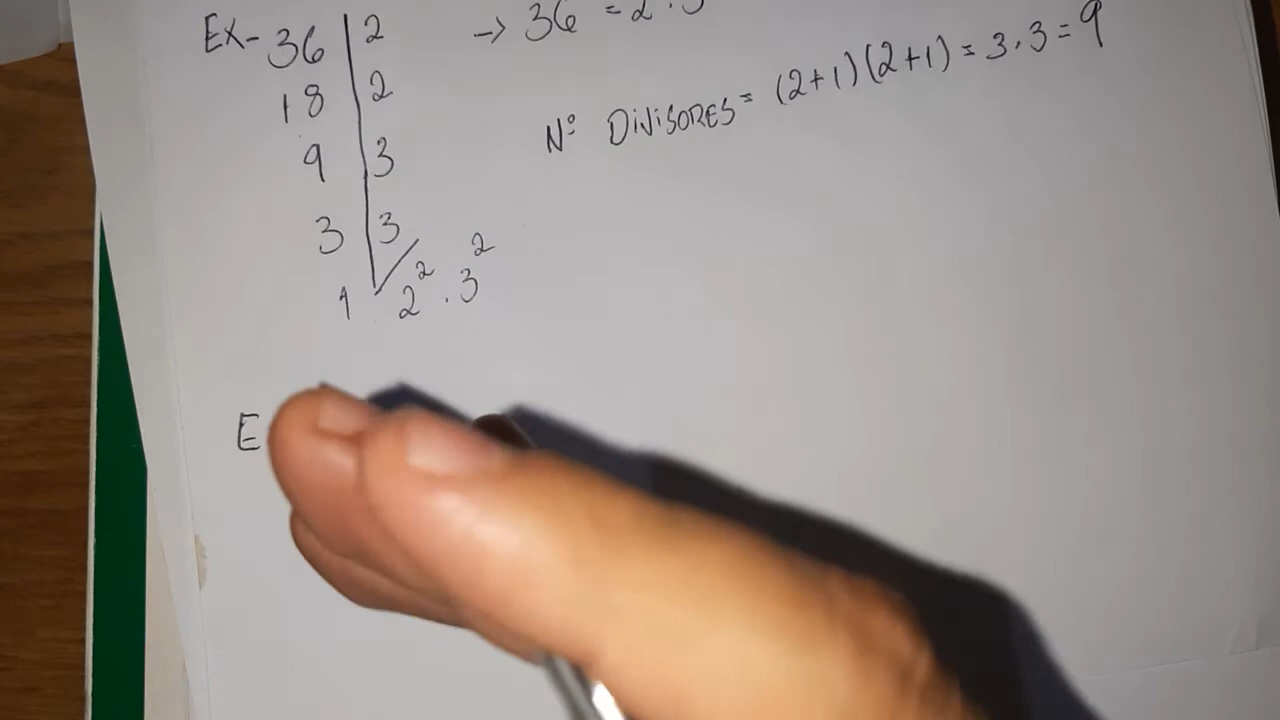 Ex- 36 | 2 → 36 = 2 · 3
18 | 2
9 | 3
3 | 3
1 2² · 3²
Nº DIVISORES = (2+1)(2+1) = 3 · 3 = 9
E